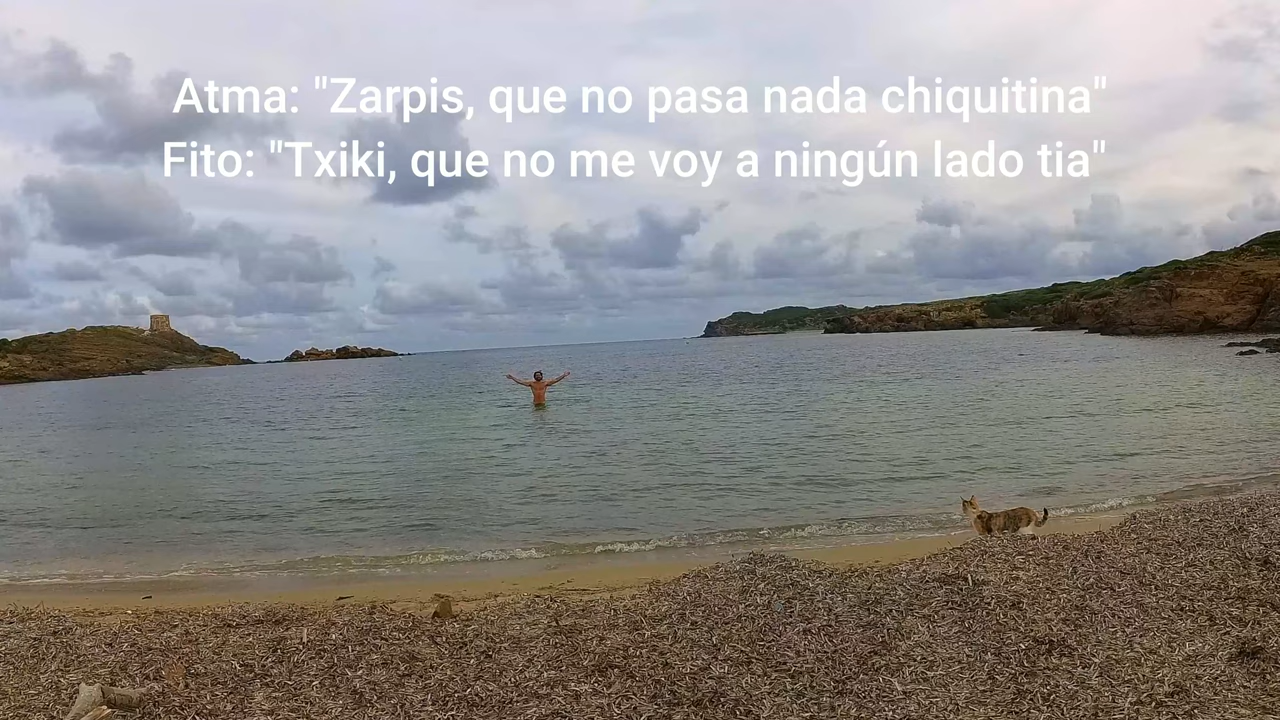 Atma: "Zarpis, que no pasa nada chiquitina"
Fito: "Txiki, que no me voy a ningún lado tia"